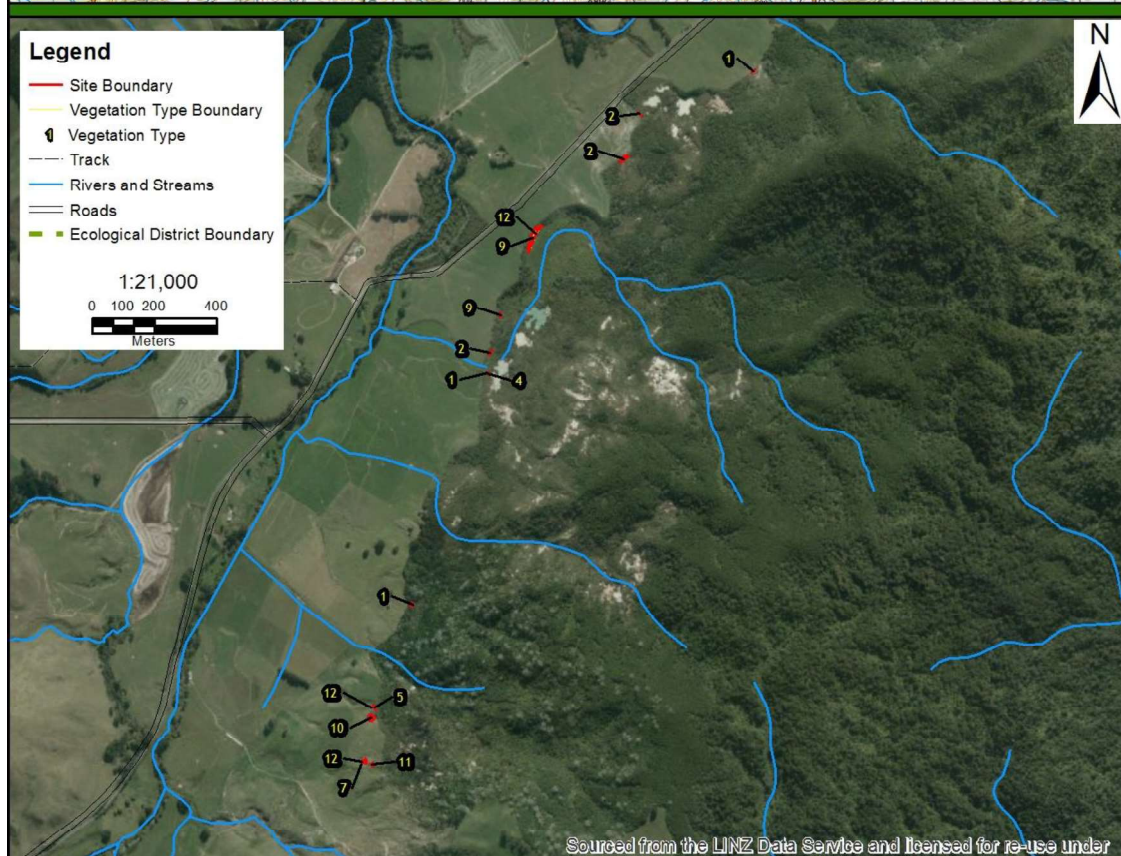 Legend
Site Boundary
Vegetation Type Boundary
1 Vegetation Type
Track
Rivers and Streams
Roads
Ecological District Boundary
1:21,000
0 100 200 400
Meters
N
1
2
2
12
9
9
2
1 4
1
12 5
10
12 11
7
Sourced from the LINZ Data Service and licensed for re-use under